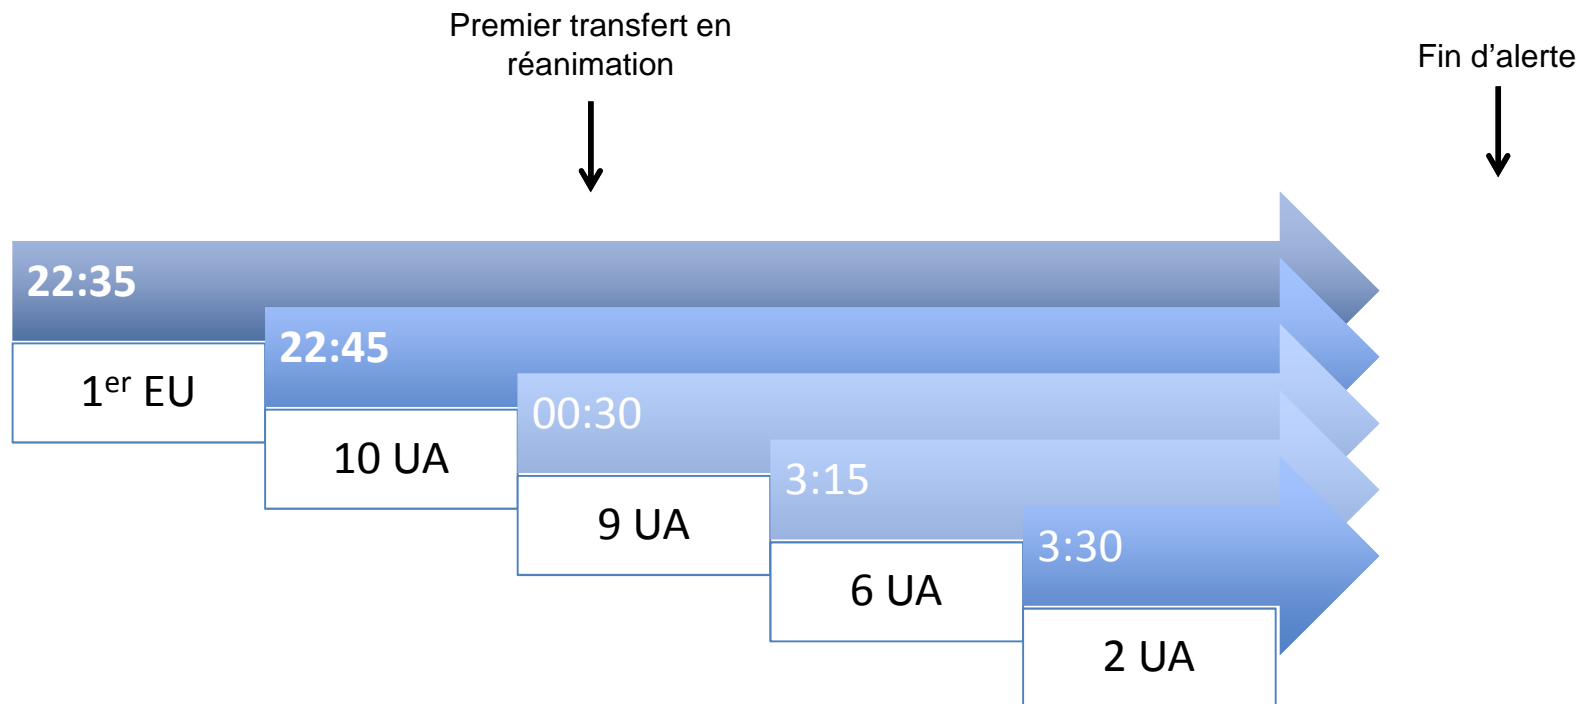 Premier transfert en
réanimation
Fin d’alerte
22:35
1er EU
22:45
10 UA
00:30
9 UA
3:15
6 UA
3:30
2 UA